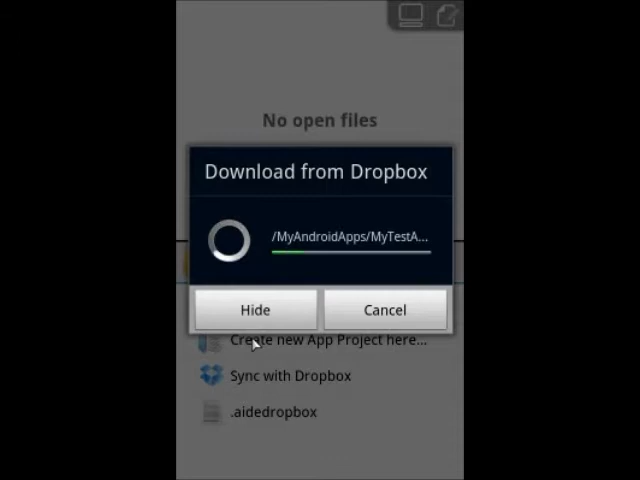 No open files
Download from Dropbox
/MyAndroidApps/MyTestA...
Hide
Cancel
Create new App Project here...
Sync with Dropbox
.aidedropbox